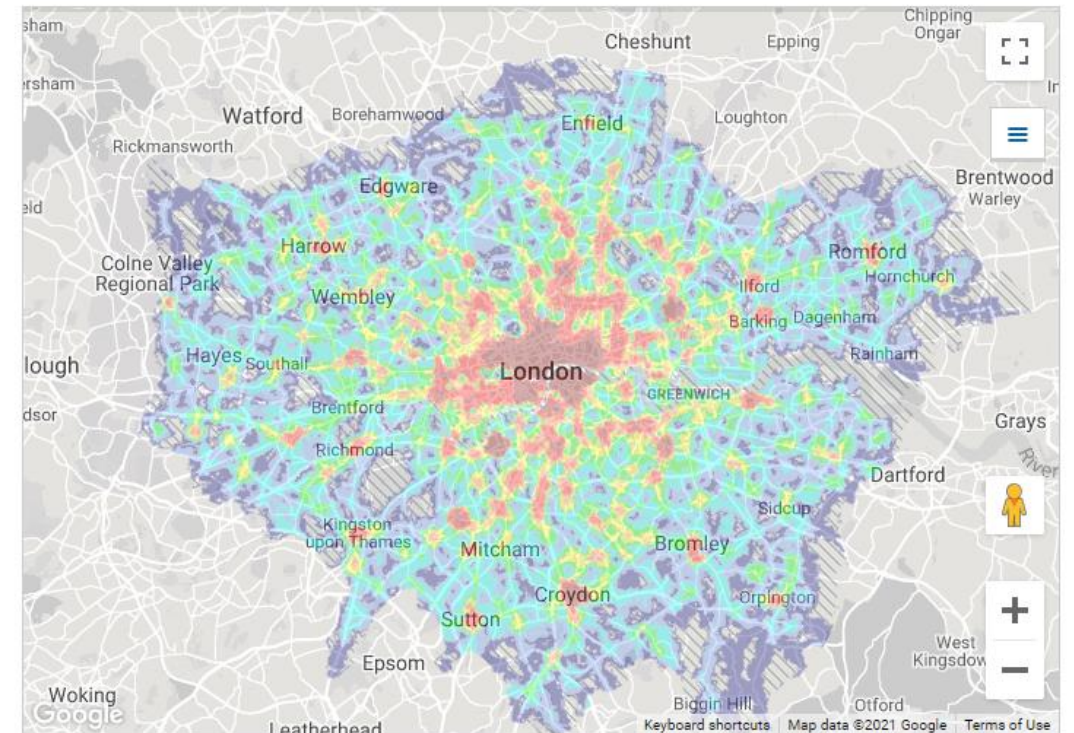 sham
Cheshunt
Epping
Chipping
Ongar
ersham
Watford
Borehamwood
Enfield
Loughton
Rickmansworth
Edgware
Brentwood
Warley
eld
Harrow
Romford
Colne Valley
Regional Park
Hornchurch
Wembley
Ilford
Barking
Dagenham
lough
Hayes
Southall
London
Rainham
GREENWICH
dsor
Brentford
Grays
Richmond
River
Dartford
Sidcup
Kingston
upon Thames
Mitcham
Bromley
Croydon
Orpington
Sutton
Epsom
West
Kingsdow
Woking
Biggin Hill
Otford
Google
Leatherhead
Keyboard shortcuts
Map data ©2021 Google
Terms of Use